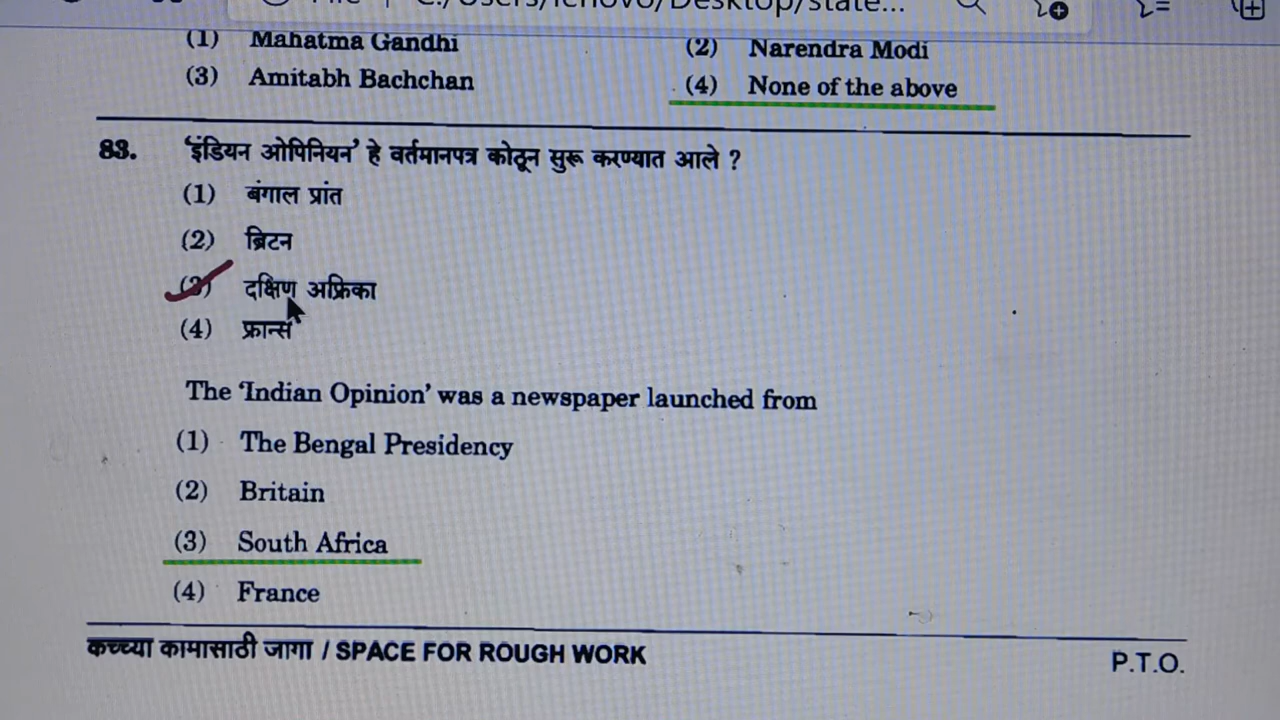 (1) Mahatma Gandhi (2) Narendra Modi
(3) Amitabh Bachchan (4) None of the above
83. 'इंडियन ओपिनियन' हे वर्तमानपत्र कोठून सुरू करण्यात आले ?
(1) बंगाल प्रांत
(2) ब्रिटन
(3) दक्षिण अफ्रिका
(4) फ्रान्स
The 'Indian Opinion' was a newspaper launched from
(1) The Bengal Presidency
(2) Britain
(3) South Africa
(4) France
कच्च्या कामासाठी जागा / SPACE FOR ROUGH WORK P.T.O.